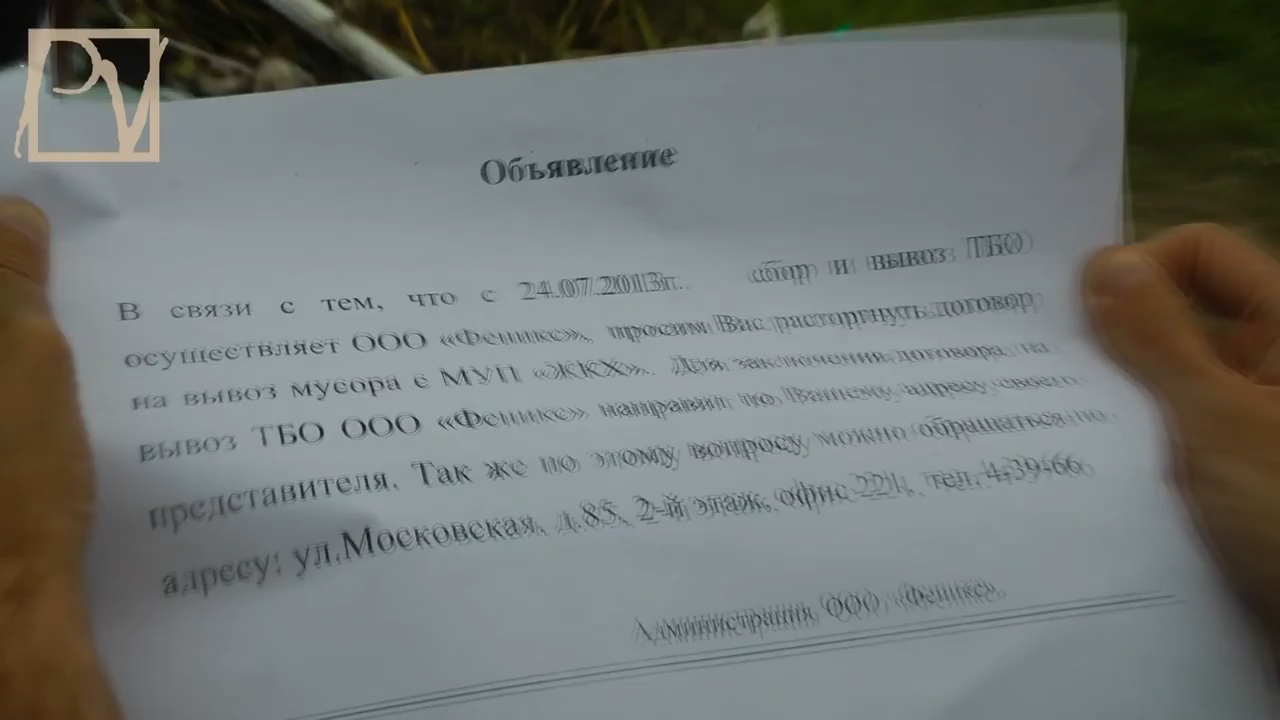 PV
Объявление
В связи с тем, что с 24.07.2013г. сбор и вывоз ТБО
осуществляет ООО «Феникс», просим Вас расторгнуть договор
на вывоз мусора с МУП «ЖКХ». Для заключения договора на
вывоз ТБО ООО «Феникс» направит по Вашему адресу своего
представителя. Так же по этому вопросу можно обращаться по
адресу: ул.Московская, д.85, 2-й этаж, офис 221, тел. 4-39-66
Администрация ООО «Феникс».